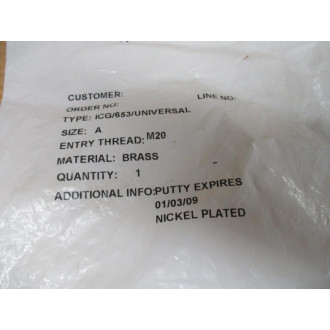 CUSTOMER:
ORDER NO: LINE NO:
TYPE: ICG/653/UNIVERSAL
SIZE: A
ENTRY THREAD: M20
MATERIAL: BRASS
QUANTITY: 1
ADDITIONAL INFO:PUTTY EXPIRES
01/03/09
NICKEL PLATED